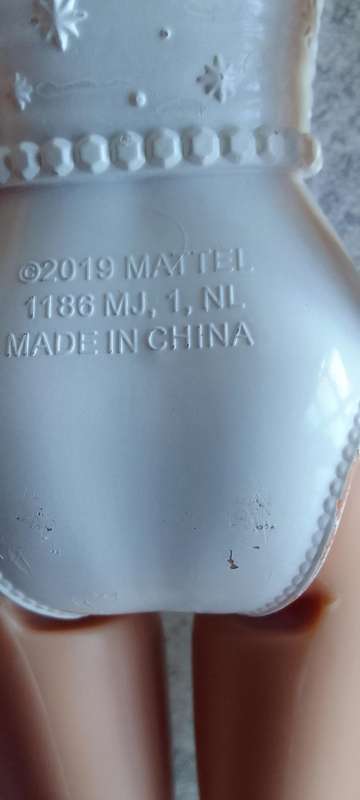 ©2019 MATTEL
1186 MJ, 1, NL
MADE IN CHINA